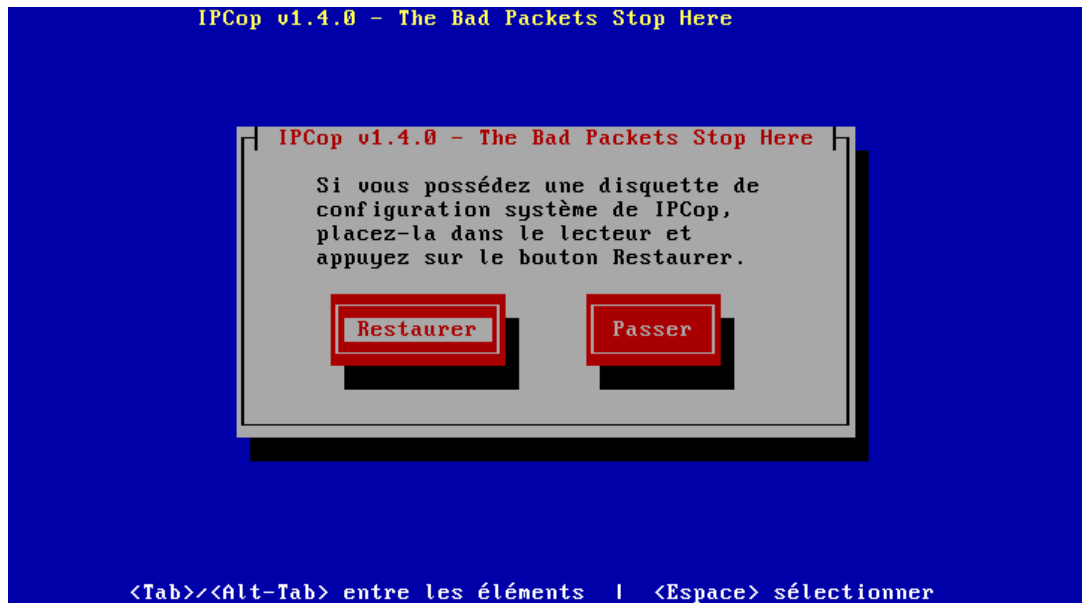 IPCop v1.4.0 - The Bad Packets Stop Here
IPCop v1.4.0 - The Bad Packets Stop Here
Si vous possédez une disquette de
configuration système de IPCop,
placez-la dans le lecteur et
appuyez sur le bouton Restaurer.
Restaurer Passer
<Tab>/<Alt-Tab> entre les éléments | <Espace> sélectionner